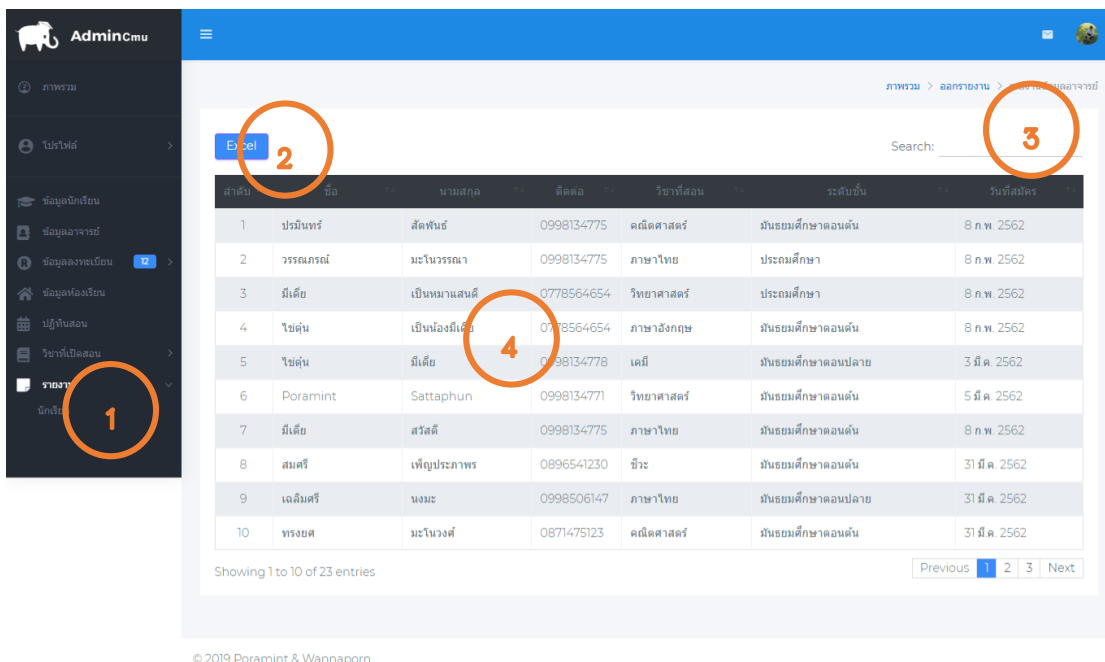 AdminCmu
ภาพรวม
โปรไฟล์
ข้อมูลนักเรียน
ข้อมูลอาจารย์
ข้อมูลลงทะเบียน 12
ข้อมูลห้องเรียน
ปฏิทินสอน
วิชาที่เปิดสอน
1
ภาพรวม > ออกรายงาน >
Excel
2
Search:
3
ลำดับ ชื่อ นามสกุล ติดต่อ วิชาที่สอน ระดับชั้น วันที่สมัคร
1 ปรมินทร์ สัตพันธ์ 0998134775 คณิตศาสตร์ มัธยมศึกษาตอนต้น 8 ก.พ. 2562
2 วรรณภรณ์ มะโนวรรณา 0998134775 ภาษาไทย ประถมศึกษา 8 ก.พ. 2562
3 มีเดีย เป็นหมาแสนดี 0778564654 วิทยาศาสตร์ ประถมศึกษา 8 ก.พ. 2562
4 ไข่ตุ๋น เป็นน้องมีเดีย 0778564654 ภาษาอังกฤษ มัธยมศึกษาตอนต้น 8 ก.พ. 2562
4
5 ไข่ตุ๋น มีเดีย 0998134778 เคมี มัธยมศึกษาตอนปลาย 3 มี.ค. 2562
6 Poramint Sattaphun 0998134771 วิทยาศาสตร์ มัธยมศึกษาตอนต้น 5 มี.ค. 2562
7 มีเดีย สวัสดี 0998134775 ภาษาไทย มัธยมศึกษาตอนต้น 8 ก.พ. 2562
8 สมศรี เพ็ญประภาพร 0896541230 ชีวะ มัธยมศึกษาตอนต้น 31 มี.ค. 2562
9 เฉลิมศรี นงมะ 0998506147 ภาษาไทย มัธยมศึกษาตอนปลาย 31 มี.ค. 2562
10 ทรงยศ มะโนวงศ์ 0871475123 คณิตศาสตร์ มัธยมศึกษาตอนต้น 31 มี.ค. 2562
Showing 1 to 10 of 23 entries
Previous 1 2 3 Next
© 2019 Poramint & Wannaporn